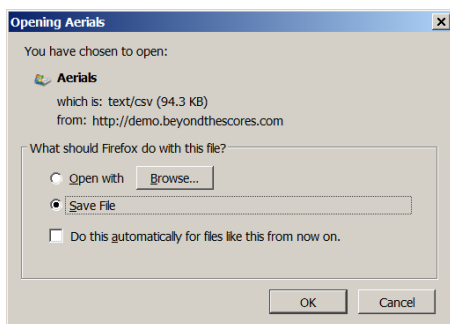 Opening Aerials
You have chosen to open:
Aerials
which is: text/csv (94.3 KB)
from: http://demo.beyondthescores.com
What should Firefox do with this file?
Open with Browse...
Save File
Do this automatically for files like this from now on.
OK Cancel